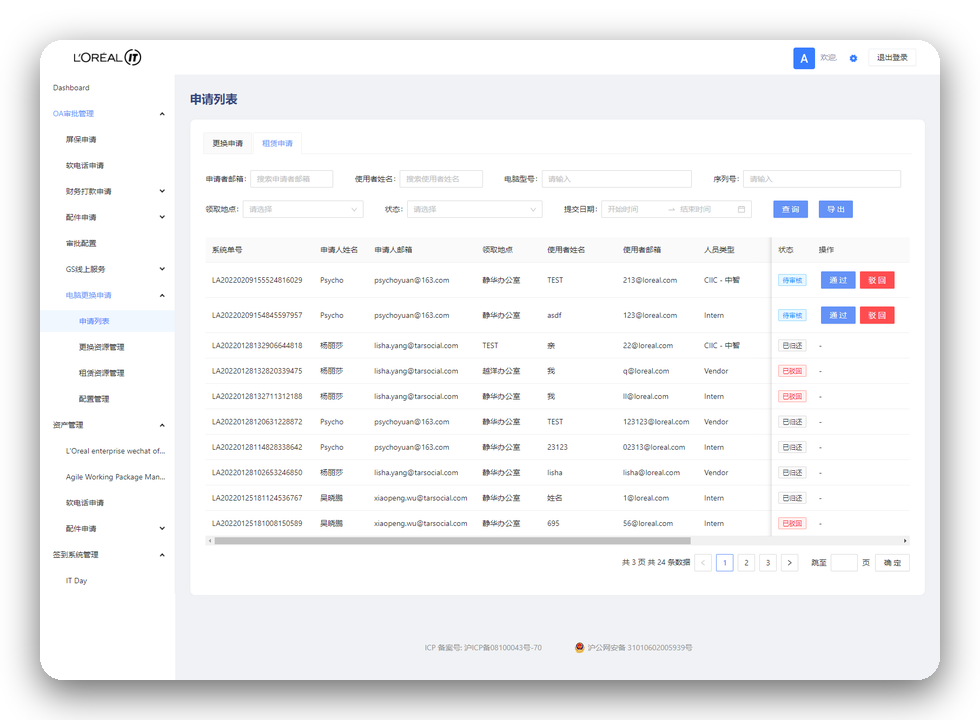 L'ORÉAL IT
A 欢迎, 退出登录
Dashboard
OA审批管理
屏保申请
软电话申请
财务打款申请
配件申请
审批配置
GS线上服务
电脑更换申请
申请列表
更换资源管理
租赁资源管理
配置管理
资产管理
L'Oreal enterprise wechat of...
Agile Working Package Man...
软电话申请
配件申请
签到系统管理
IT Day
申请列表
更换申请 租赁申请
申请者邮箱: 搜索申请者邮箱 使用者姓名: 搜索使用者姓名 电脑型号: 请输入 序列号: 请输入
领取地点: 请选择 状态: 请选择 提交日期: 开始时间 → 结束时间 查 询 导 出
系统单号 申请人姓名 申请人邮箱 领取地点 使用者姓名 使用者邮箱 人员类型 状态 操作
LA20220209155524816029 Psycho psychoyuan@163.com 静华办公室 TEST 213@loreal.com CIIC - 中智 待审核 通 过 驳 回
LA20220209154845597957 Psycho psychoyuan@163.com 静华办公室 asdf 123@loreal.com Intern 待审核 通 过 驳 回
LA20220128132906644818 杨丽莎 lisha.yang@tarsocial.com TEST 亲 22@loreal.com CIIC - 中智 已归还 -
LA20220128132820339475 杨丽莎 lisha.yang@tarsocial.com 越洋办公室 我 q@loreal.com Vendor 已驳回 -
LA20220128132711312188 杨丽莎 lisha.yang@tarsocial.com 静华办公室 我 ll@loreal.com Intern 已驳回 -
LA20220128120631228872 Psycho psychoyuan@163.com 静华办公室 TEST 123123@loreal.com Vendor 已归还 -
LA20220128114828338642 Psycho psychoyuan@163.com 静华办公室 23123 02313@loreal.com Intern 已归还 -
LA20220128102653246850 杨丽莎 lisha.yang@tarsocial.com 静华办公室 lisha lisha@loreal.com Vendor 已归还 -
LA20220125181124536767 吴晓鹏 xiaopeng.wu@tarsocial.com 静华办公室 姓名 1@loreal.com Intern 已归还 -
LA20220125181008150589 吴晓鹏 xiaopeng.wu@tarsocial.com 静华办公室 695 56@loreal.com Intern 已驳回 -
共 3 页 共 24 条数据 < 1 2 3 > 跳至 页 确 定
ICP 备案号: 沪ICP备08100043号-70 沪公网安备 31010602005939号